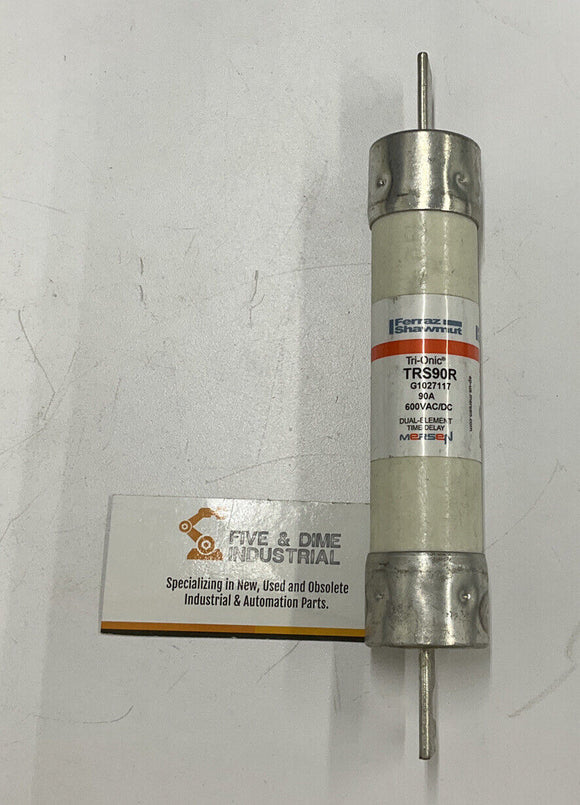 Ferraz
Shawmut
Tri-Onic®
TRS90R
G1027117
90A
600VAC/DC
DUAL-ELEMENT
TIME DELAY
MERSEN
FIVE & DIME
INDUSTRIAL
Specializing in New, Used and Obsolete
Industrial & Automation Parts.